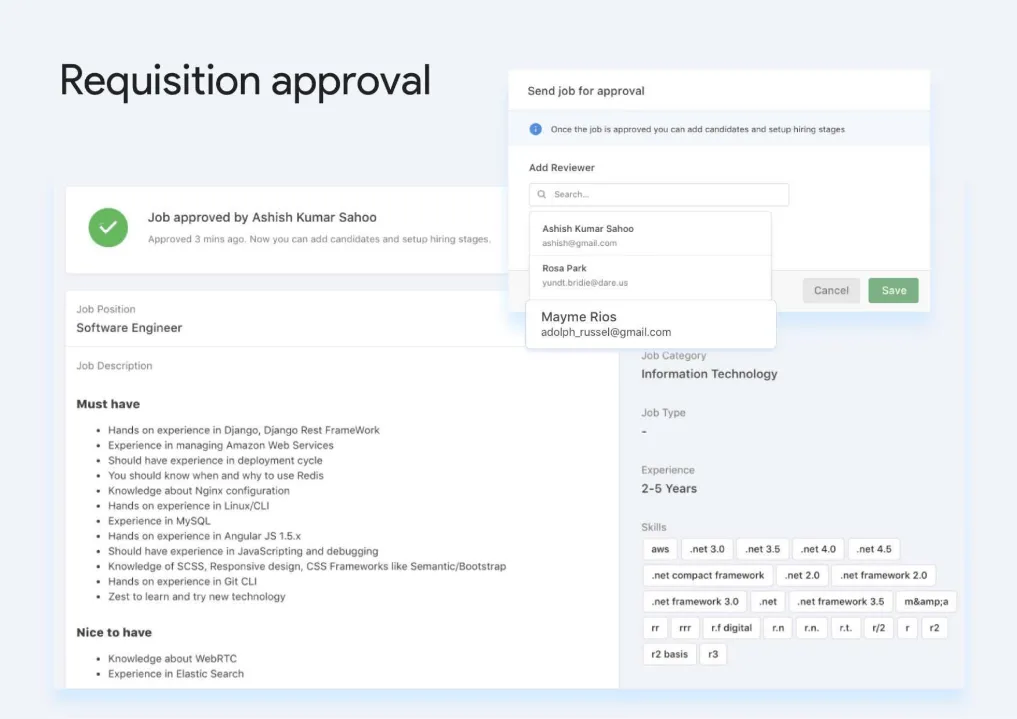 Requisition approval
Send job for approval
Once the job is approved you can add candidates and setup hiring stages
Add Reviewer
Search...
Ashish Kumar Sahoo
ashish@gmail.com
Rosa Park
yundt.bridie@dare.us
Mayme Rios
adolph_russel@gmail.com
Cancel
Save
Job approved by Ashish Kumar Sahoo
Approved 3 mins ago. Now you can add candidates and setup hiring stages.
Job Position
Software Engineer
Job Description
Must have
• Hands on experience in Django, Django Rest FrameWork
• Experience in managing Amazon Web Services
• Should have experience in deployment cycle
• You should know when and why to use Redis
• Knowledge about Nginx configuration
• Hands on experience in Linux/CLI
• Experience in MySQL
• Hands on experience in Angular JS 1.5.x
• Should have experience in JavaScripting and debugging
• Knowledge of SCSS, Responsive design, CSS Frameworks like Semantic/Bootstrap
• Hands on experience in Git CLI
• Zest to learn and try new technology
Nice to have
• Knowledge about WebRTC
• Experience in Elastic Search
Job Category
Information Technology
Job Type
-
Experience
2-5 Years
Skills
aws .net 3.0 .net 3.5 .net 4.0 .net 4.5
.net compact framework .net 2.0 .net framework 2.0
.net framework 3.0 .net .net framework 3.5 m&amp;a
rr rrr r.f digital r.n r.n. r.t. r/2 r r2
r2 basis r3